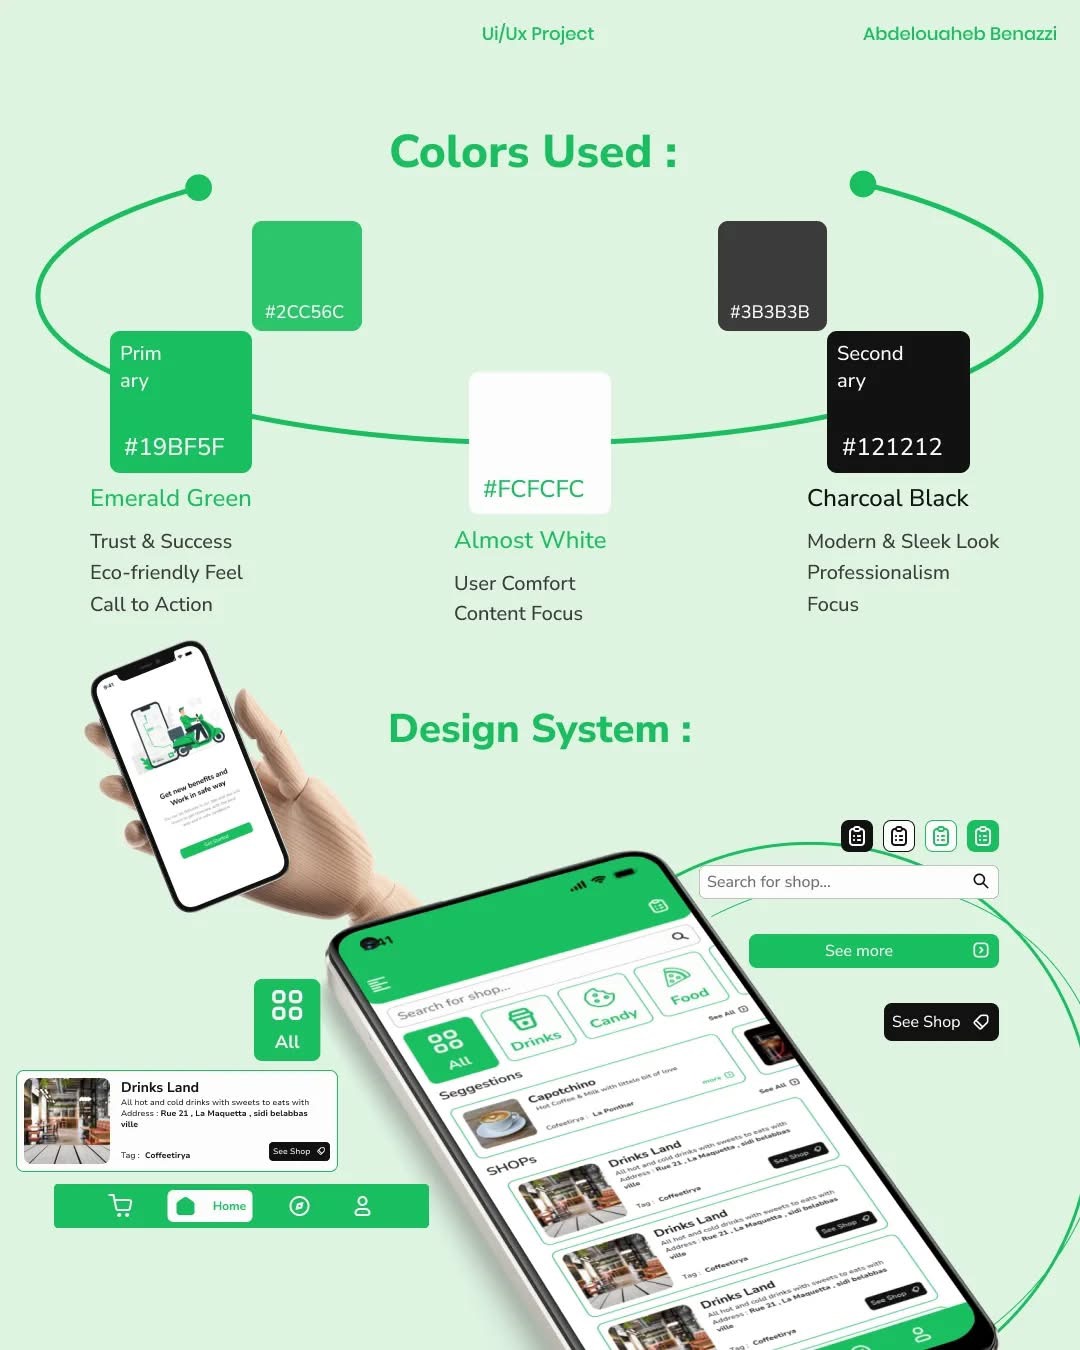 Ui/Ux Project
Abdelouaheb Benazzi
Colors Used :
#2CC56C
#3B3B3B
Prim
ary
#19BF5F
#FCFCFC
Second
ary
#121212
Emerald Green
Trust & Success
Eco-friendly Feel
Call to Action
Almost White
User Comfort
Content Focus
Charcoal Black
Modern & Sleek Look
Professionalism
Focus
Design System :
9:41
Get new benefits and
Work in safe way
Get Started
Search for shop...
See more
See Shop
All
Drinks Land
All hot and cold drinks with sweets to eats with
Address : Rue 21 , La Maquetta , sidi belabbas
ville
Tag : Coffeetirya
See Shop
Home
41
Search for shop...
All
Drinks
Candy
Food
See All
Seggestions
Capotchino
Hot Coffee & Milk with littele bit of love
Cofeetirya : La Ponthar
more
See All
SHOPs
Drinks Land
All hot and cold drinks with sweets to eats with
Address : Rue 21 , La Maquetta , sidi belabbas
ville
Tag : Coffeetirya
See Shop
Drinks Land
All hot and cold drinks with sweets to eats with
Address : Rue 21 , La Maquetta , sidi belabbas
ville
Tag : Coffeetirya
See Shop
Drinks Land
All hot and cold drinks with sweets to eats with
Address : Rue 21 , La Maquetta , sidi belabbas
ville
Tag : Coffeetirya
See Shop